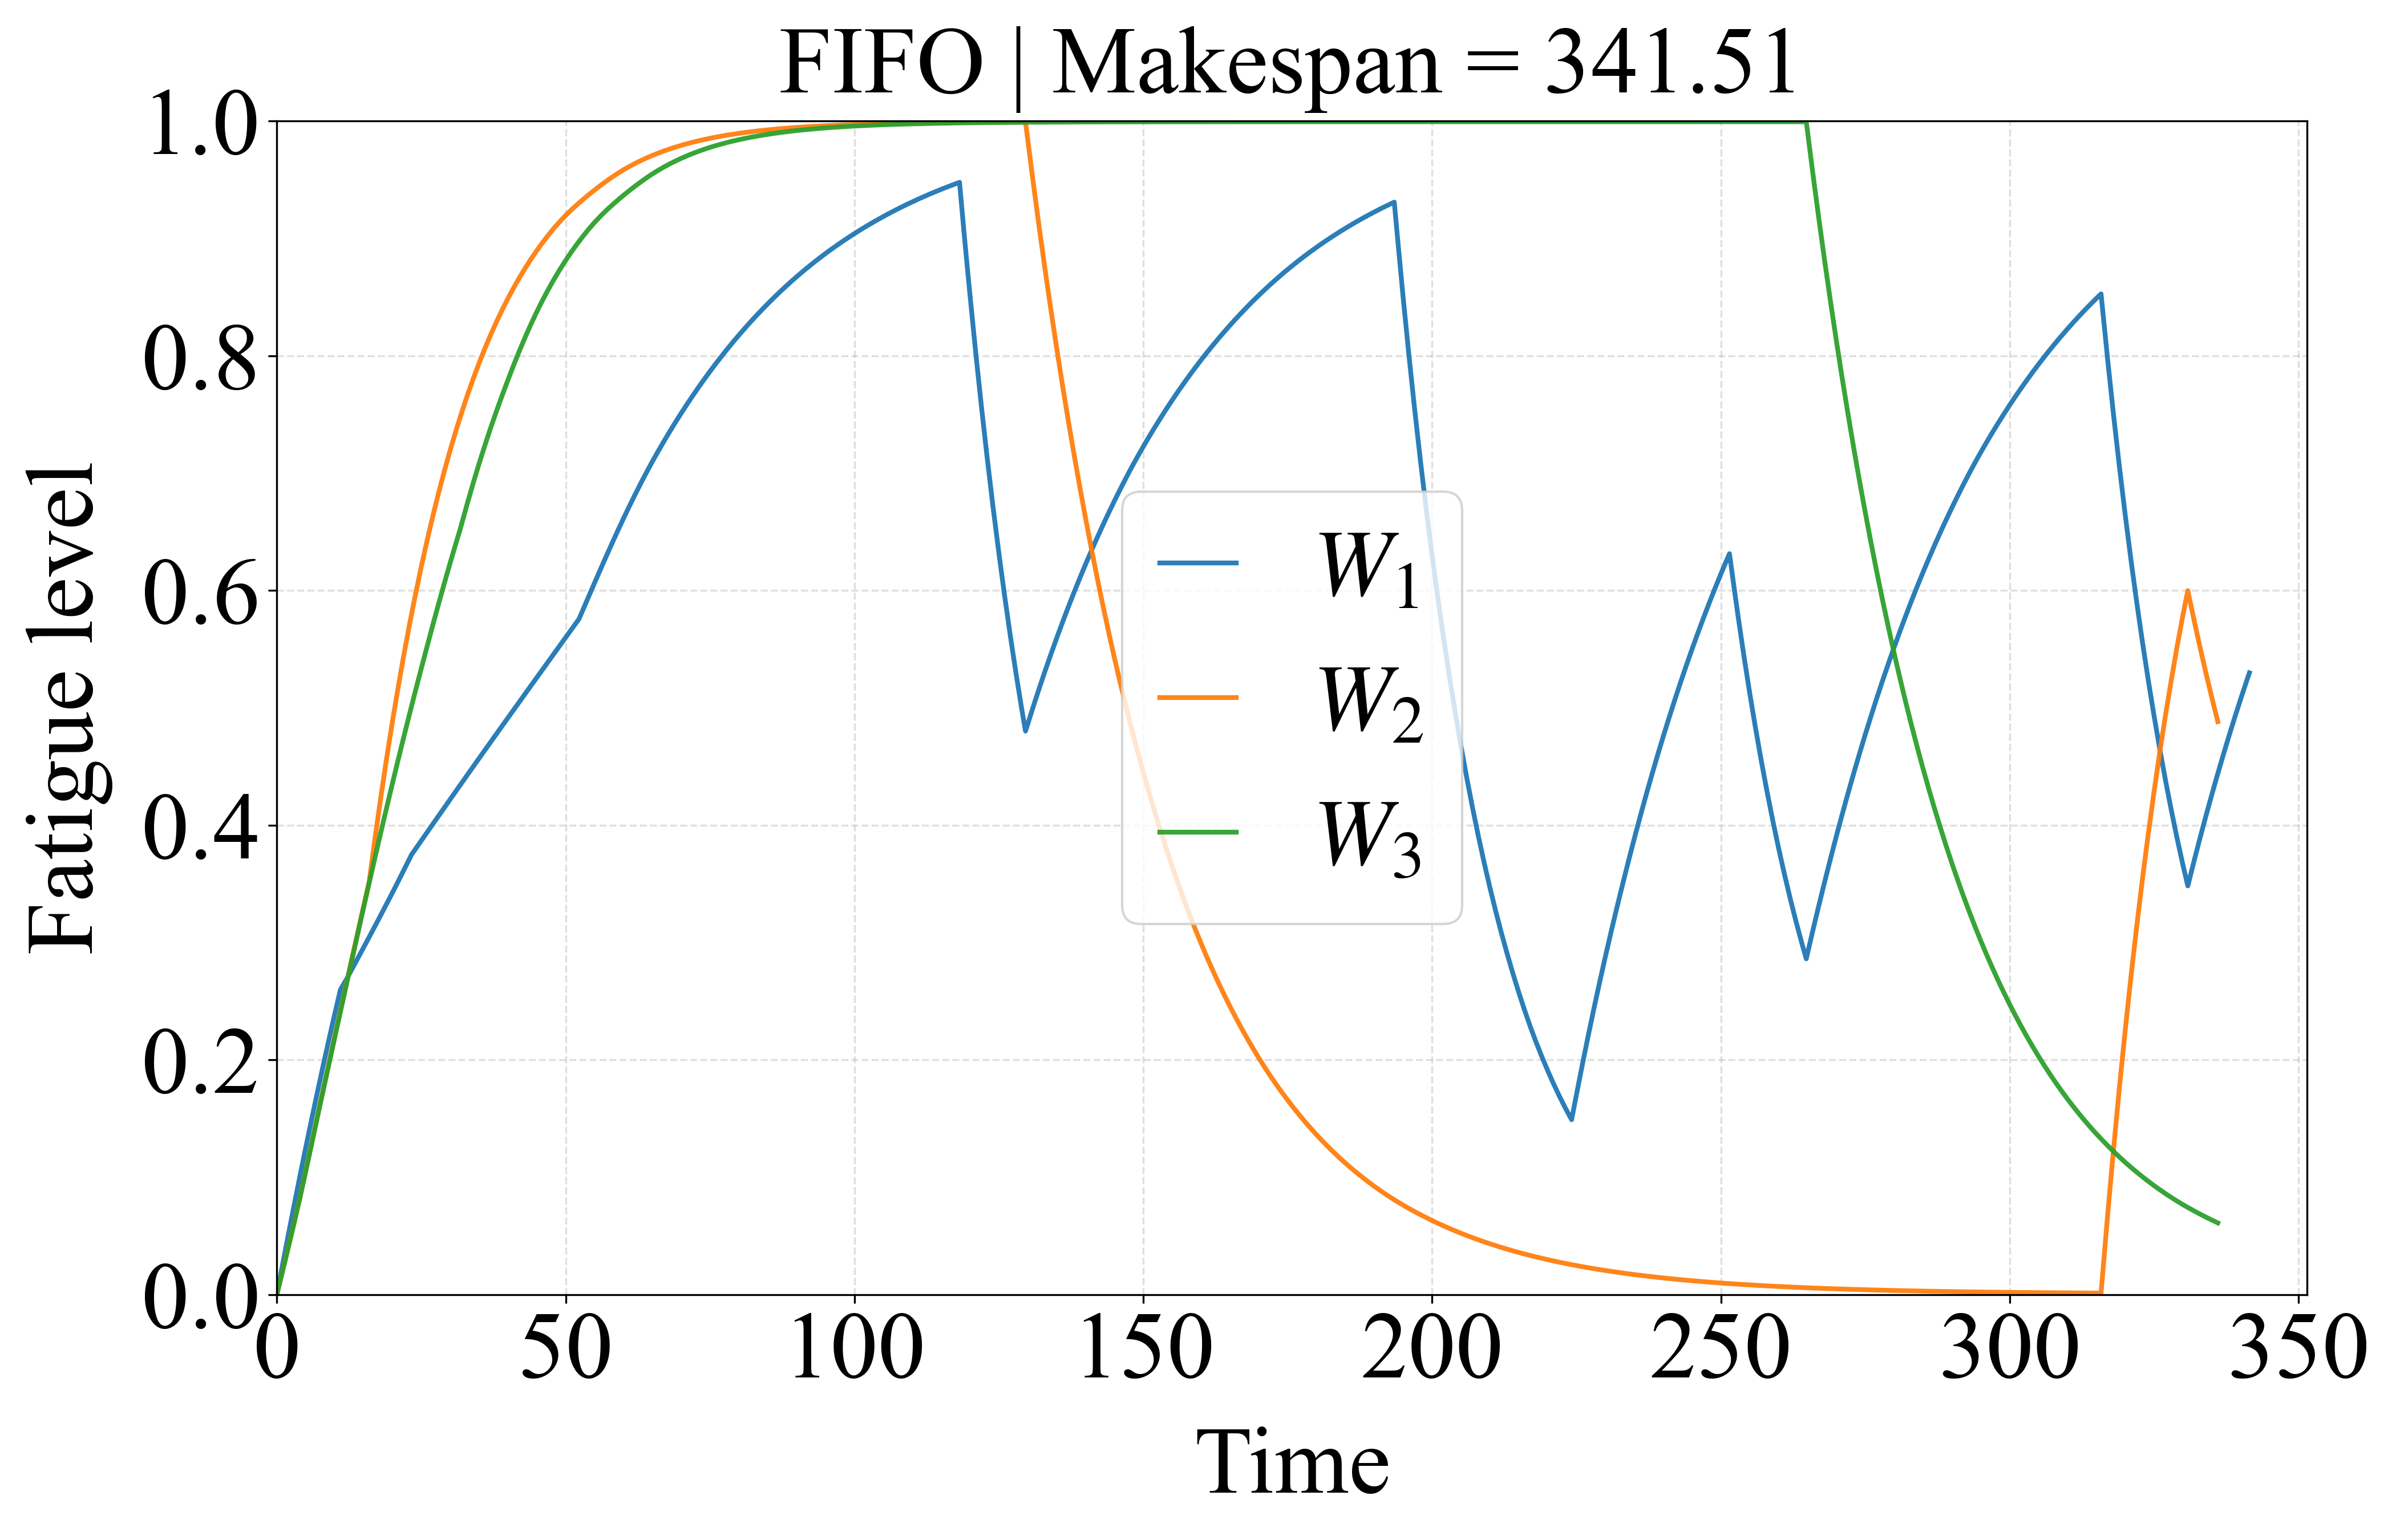 FIFO | Makespan = 341.51
Fatigue level
1.0
0.8
0.6
0.4
0.2
0.0
W1
W2
W3
0 50 100 150 200 250 300 350
Time